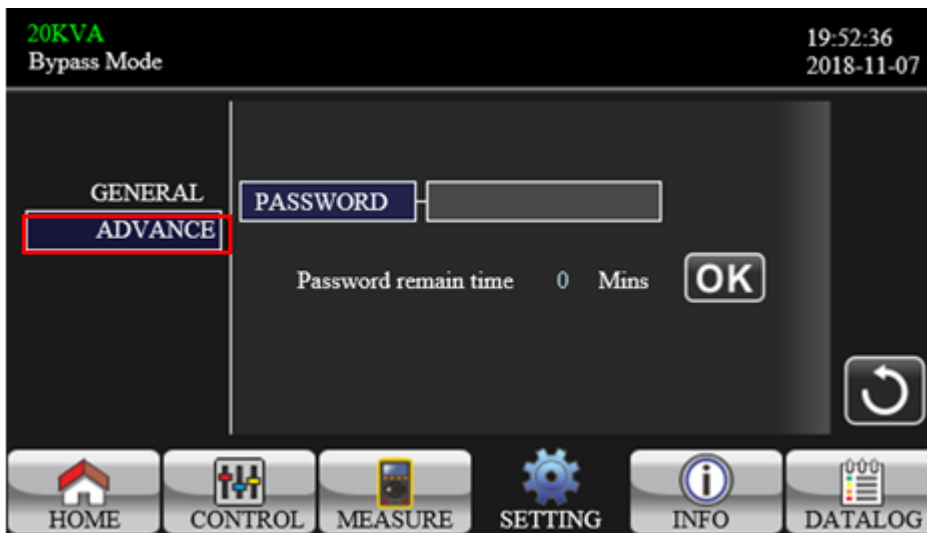 20KVA
Bypass Mode
19:52:36
2018-11-07
GENERAL
ADVANCE
PASSWORD
Password remain time 0 Mins
OK
HOME
CONTROL
MEASURE
SETTING
INFO
DATALOG